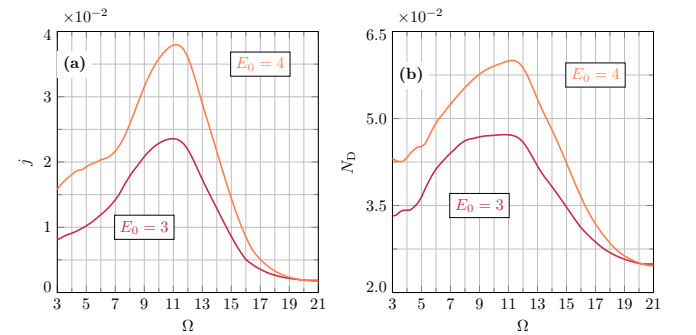 ×10⁻²
4
3
2
1
0
j
(a)
E₀ = 4
E₀ = 3
3 5 7 9 11 13 15 17 19 21
Ω
×10⁻²
6.5
5.0
3.5
2.0
N_D
(b)
E₀ = 4
E₀ = 3
3 5 7 9 11 13 15 17 19 21
Ω